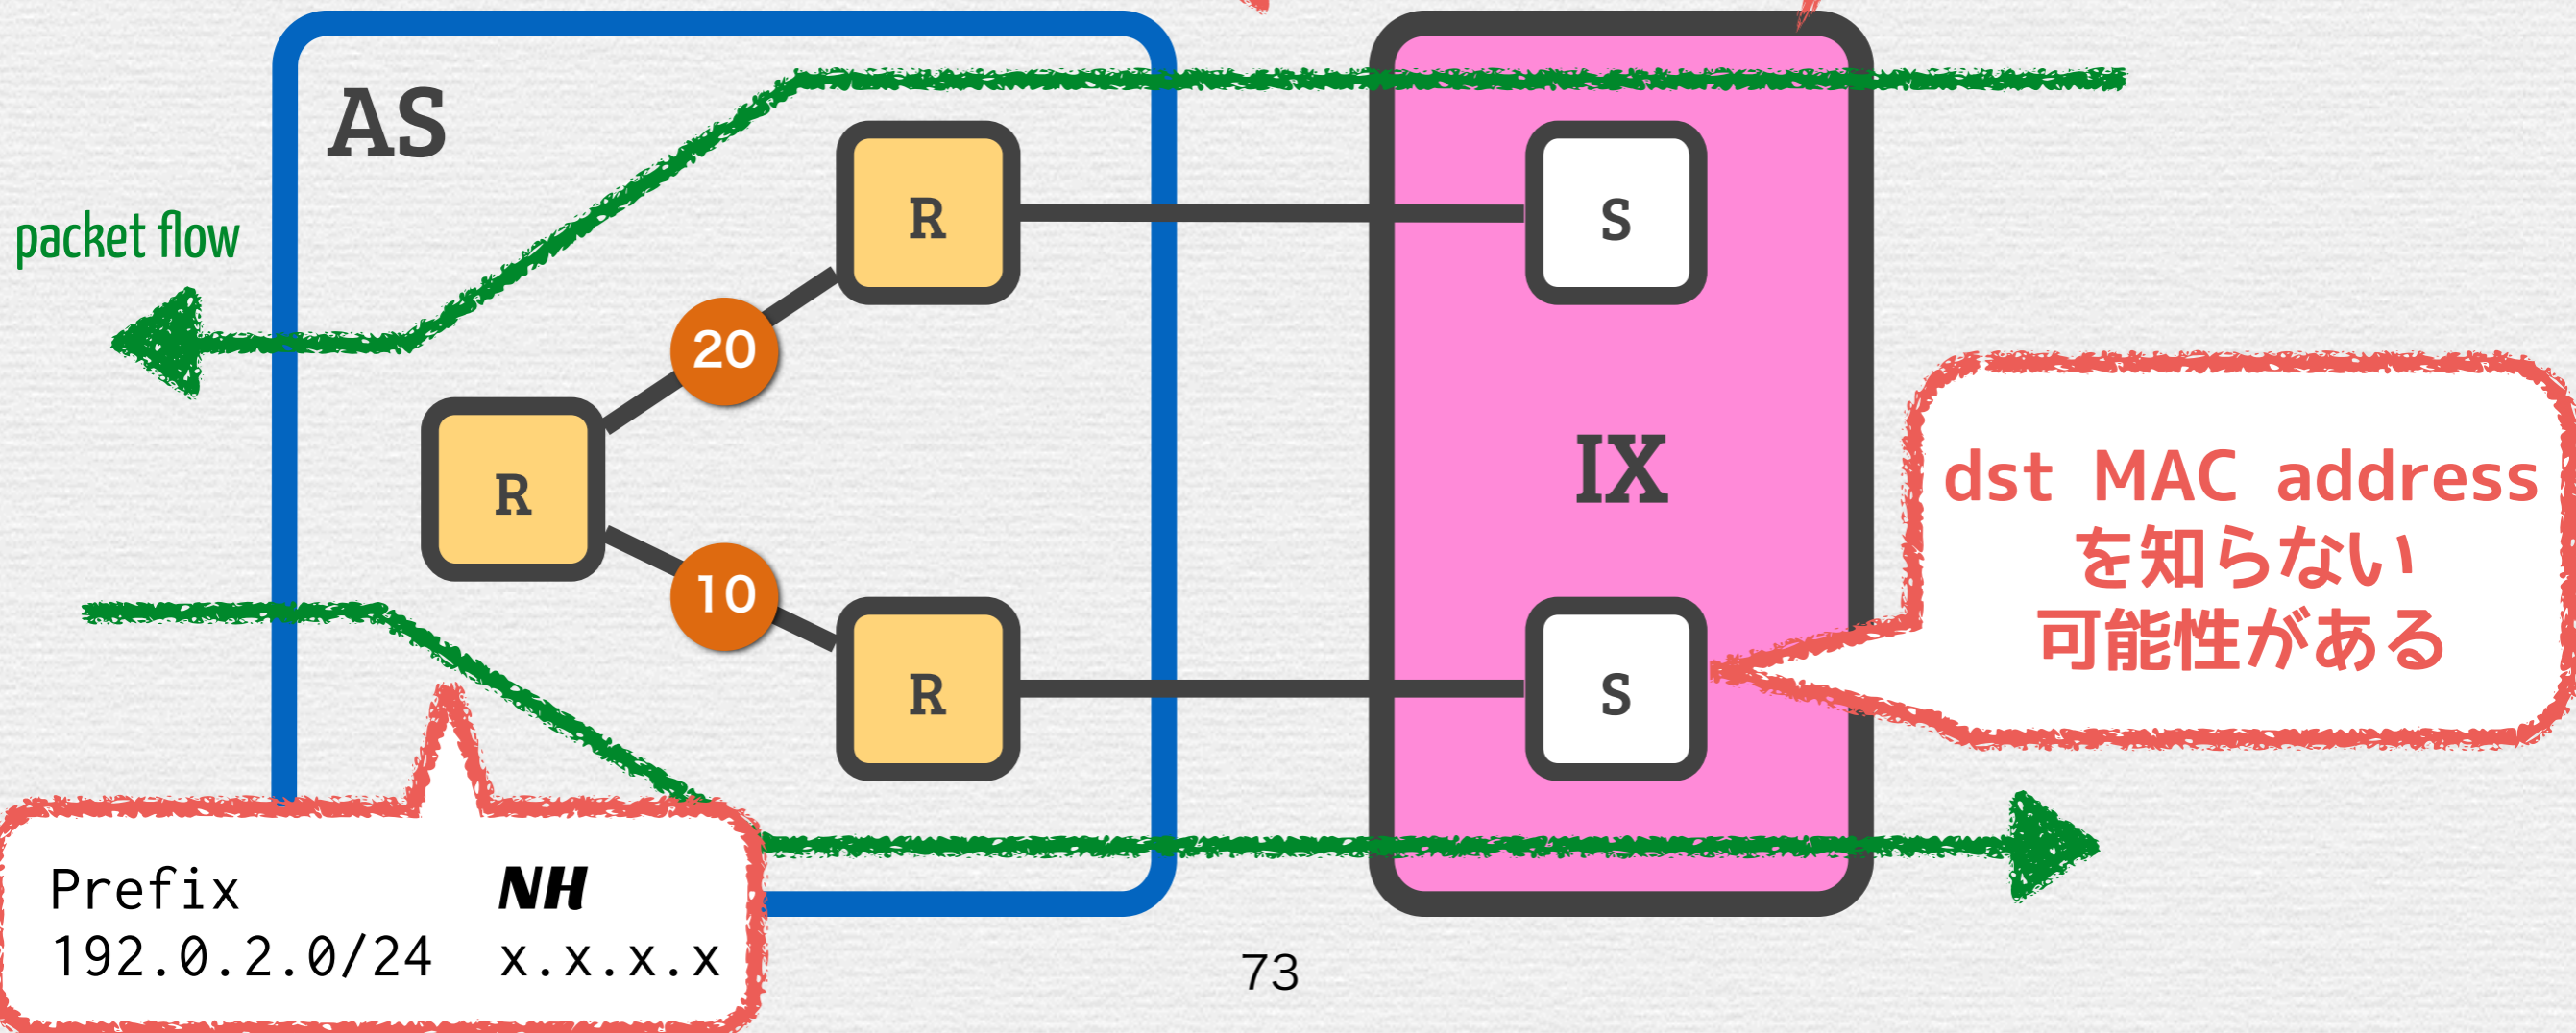 AS
packet flow
R
S
20
IX
R
10
R
S
dst MAC address
を知らない
可能性がある
Prefix NH
192.0.2.0/24 x.x.x.x
73